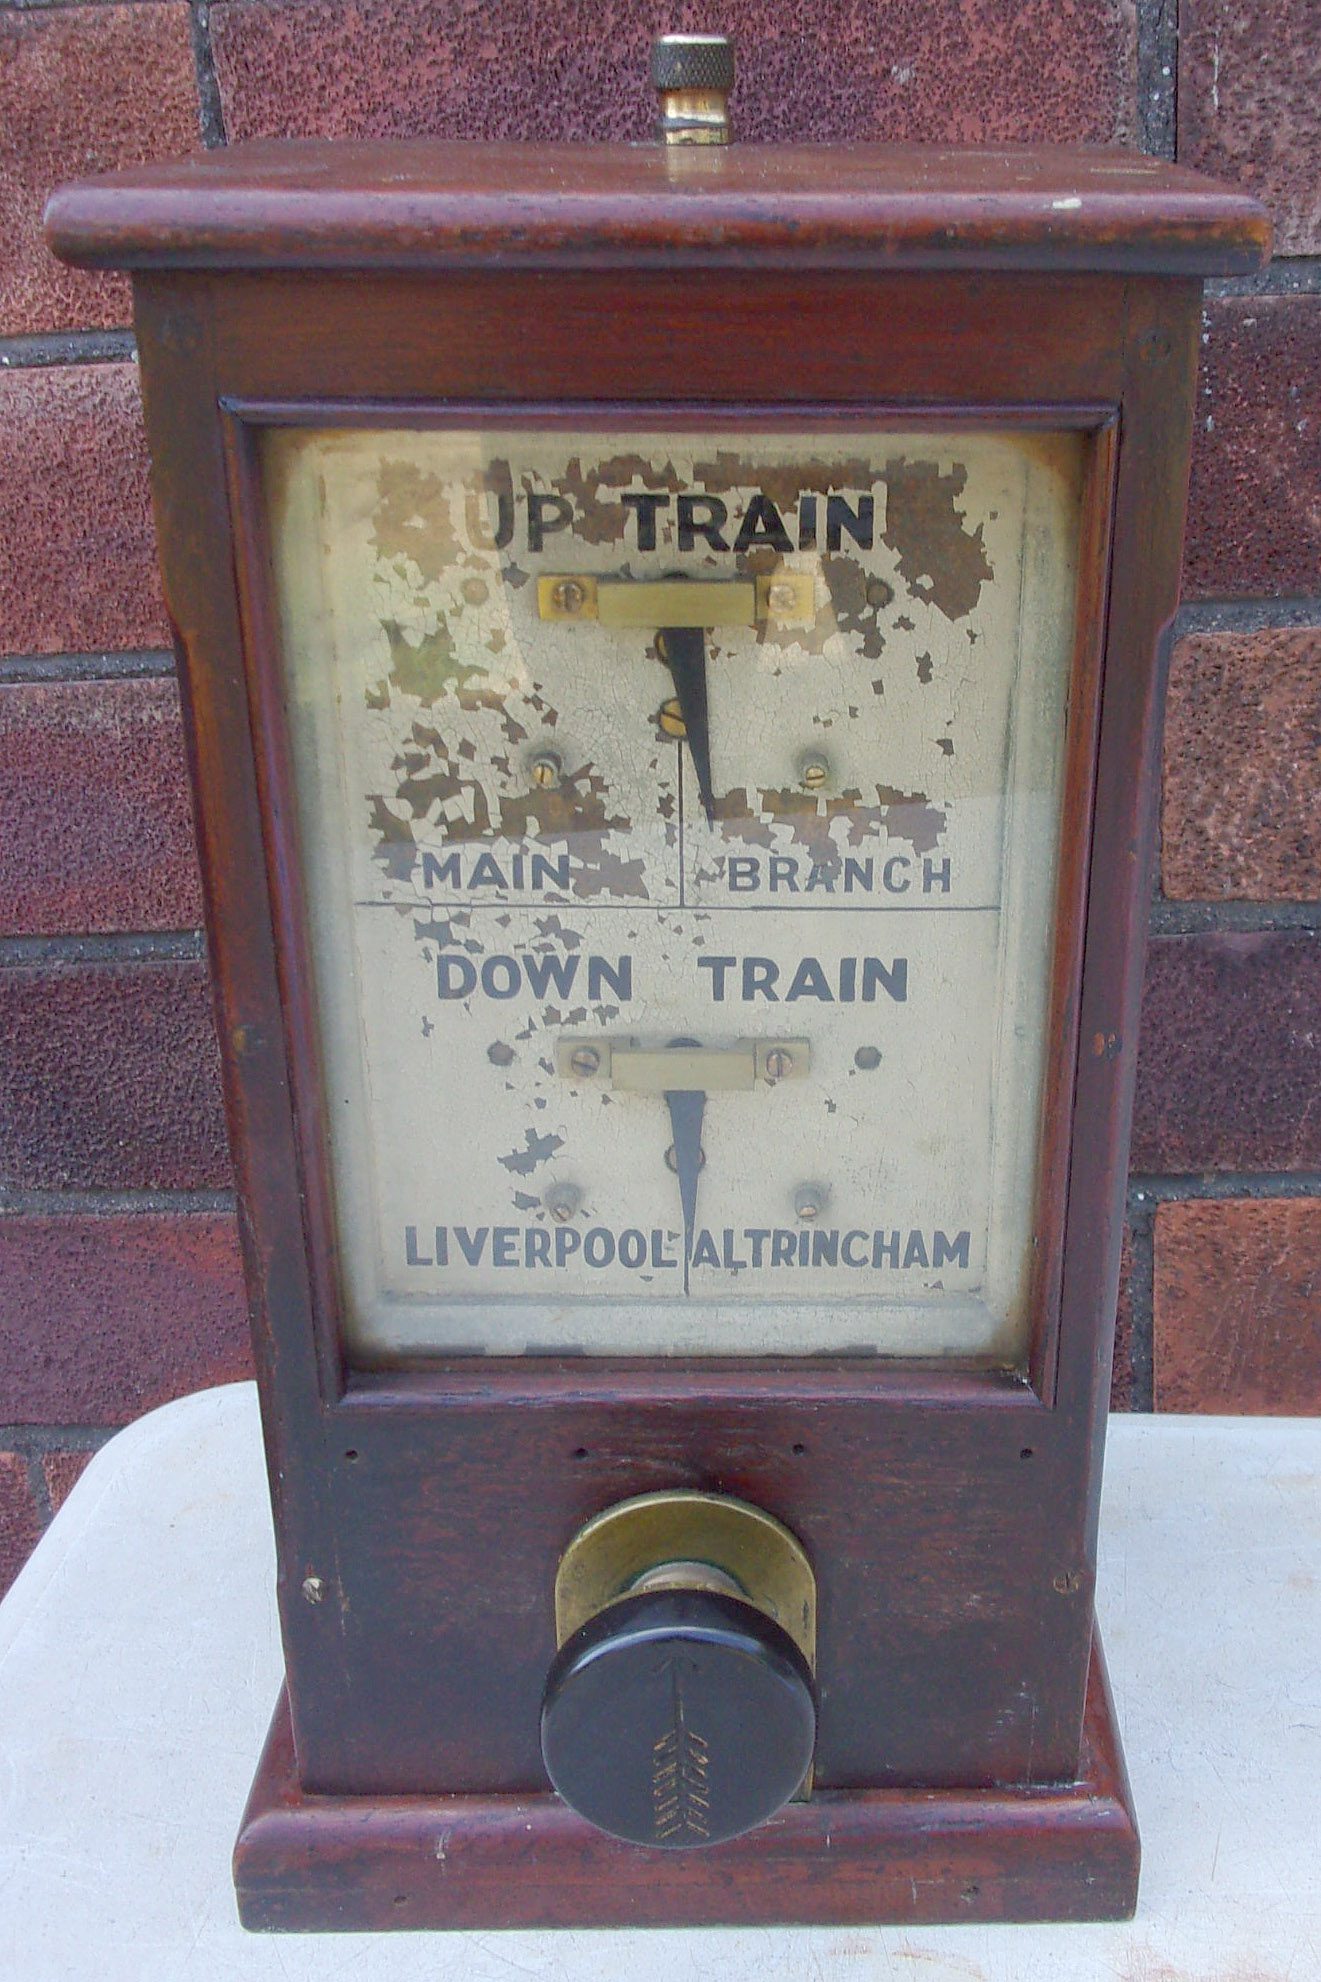 UP TRAIN
MAIN BRANCH
DOWN TRAIN
LIVERPOOL ALTRINCHAM